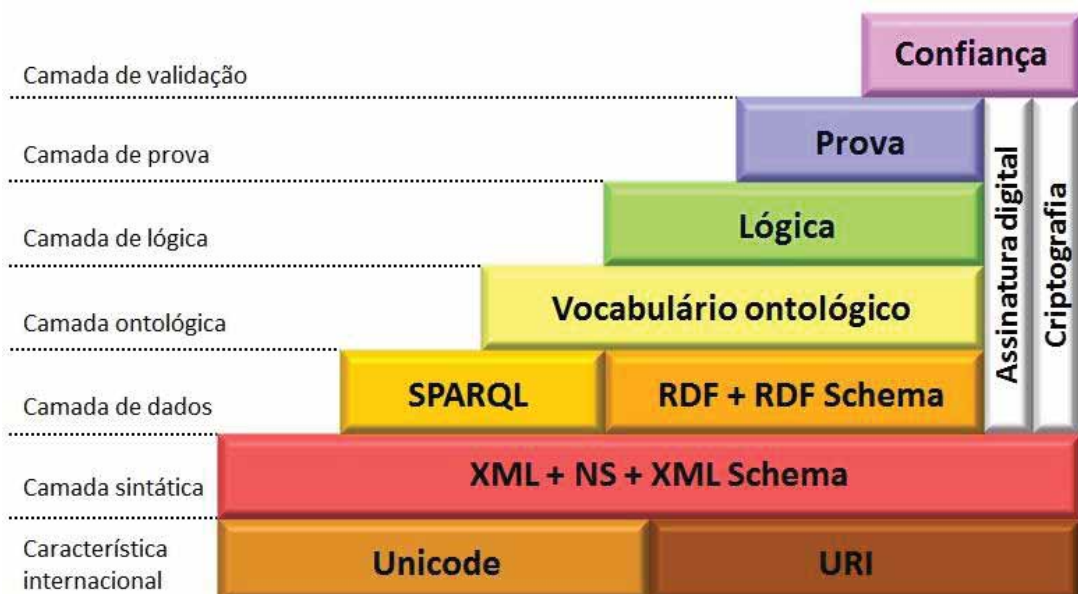 Camada de validação
Confiança
Camada de prova
Prova
Camada de lógica
Lógica
Camada ontológica
Vocabulário ontológico
Camada de dados
SPARQL
RDF + RDF Schema
Assinatura digital
Criptografia
Camada sintática
XML + NS + XML Schema
Característica
internacional
Unicode
URI